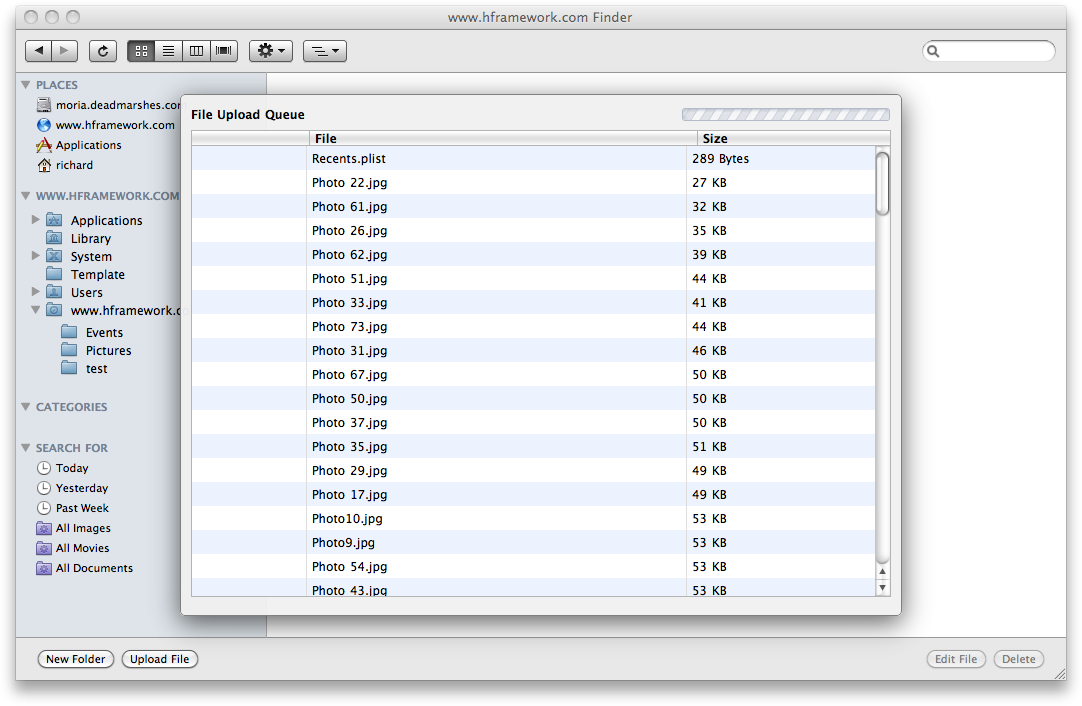 www.hframework.com Finder
PLACES
moria.deadmarshes.con
www.hframework.com
Applications
richard
WWW.HFRAMEWORK.COM
Applications
Library
System
Template
Users
www.hframework.c
Events
Pictures
test
CATEGORIES
SEARCH FOR
Today
Yesterday
Past Week
All Images
All Movies
All Documents
File Upload Queue
File Size
Recents.plist 289 Bytes
Photo 22.jpg 27 KB
Photo 61.jpg 32 KB
Photo 26.jpg 35 KB
Photo 62.jpg 39 KB
Photo 51.jpg 44 KB
Photo 33.jpg 41 KB
Photo 73.jpg 44 KB
Photo 31.jpg 46 KB
Photo 67.jpg 50 KB
Photo 50.jpg 50 KB
Photo 37.jpg 50 KB
Photo 35.jpg 51 KB
Photo 29.jpg 49 KB
Photo 17.jpg 49 KB
Photo10.jpg 53 KB
Photo9.jpg 53 KB
Photo 54.jpg 53 KB
Photo 43.jpg 53 KB
New Folder Upload File Edit File Delete